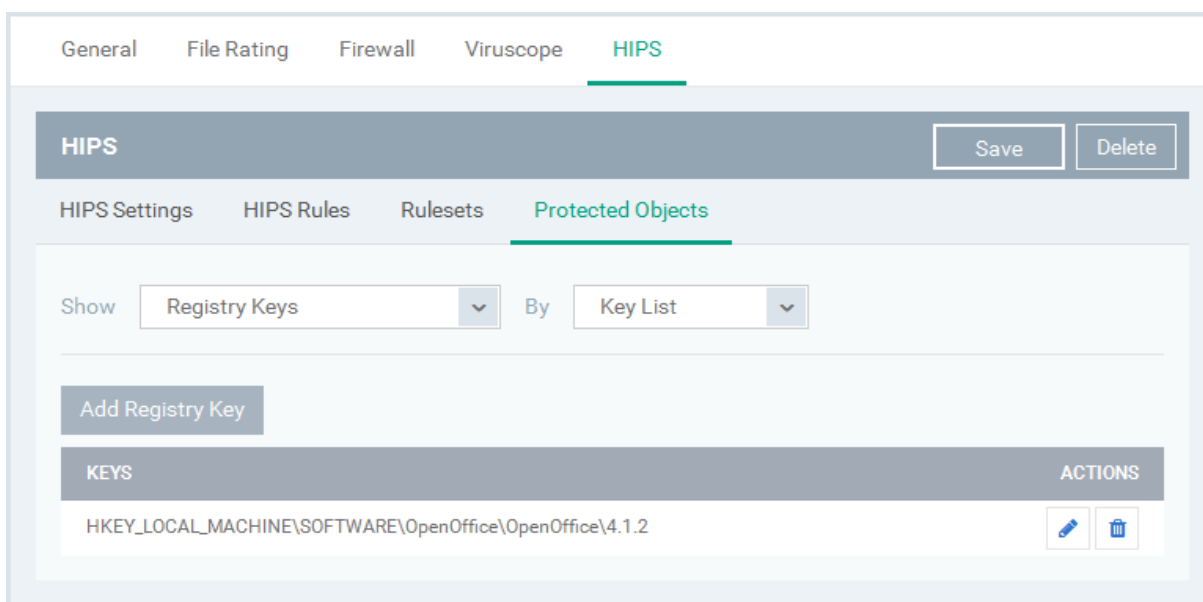 General File Rating Firewall Viruscope HIPS
HIPS Save Delete
HIPS Settings HIPS Rules Rulesets Protected Objects
Show Registry Keys By Key List
Add Registry Key
KEYS ACTIONS
HKEY_LOCAL_MACHINE\SOFTWARE\OpenOffice\OpenOffice\4.1.2